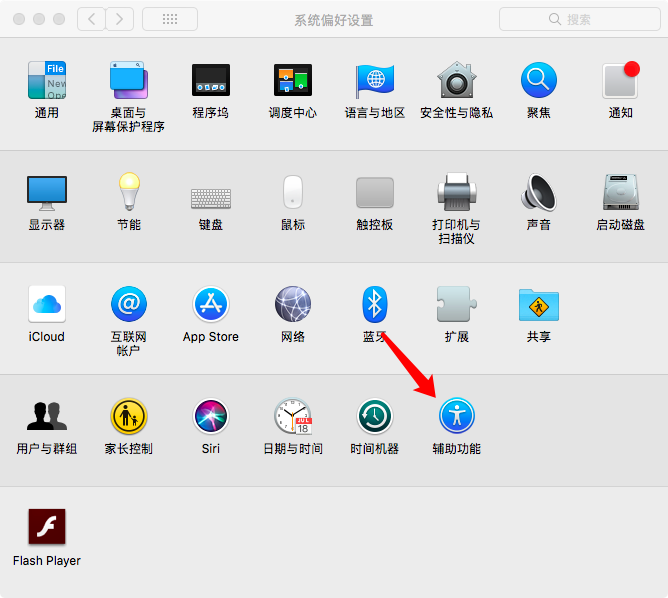 系统偏好设置
搜索
File
New
Ope
通用
桌面与
屏幕保护程序
程序坞
调度中心
语言与地区
安全性与隐私
聚焦
通知
显示器
节能
键盘
鼠标
触控板
打印机与
扫描仪
声音
启动磁盘
iCloud
互联网
帐户
App Store
网络
蓝牙
扩展
共享
用户与群组
家长控制
Siri
JUL
18
日期与时间
时间机器
辅助功能
Flash Player